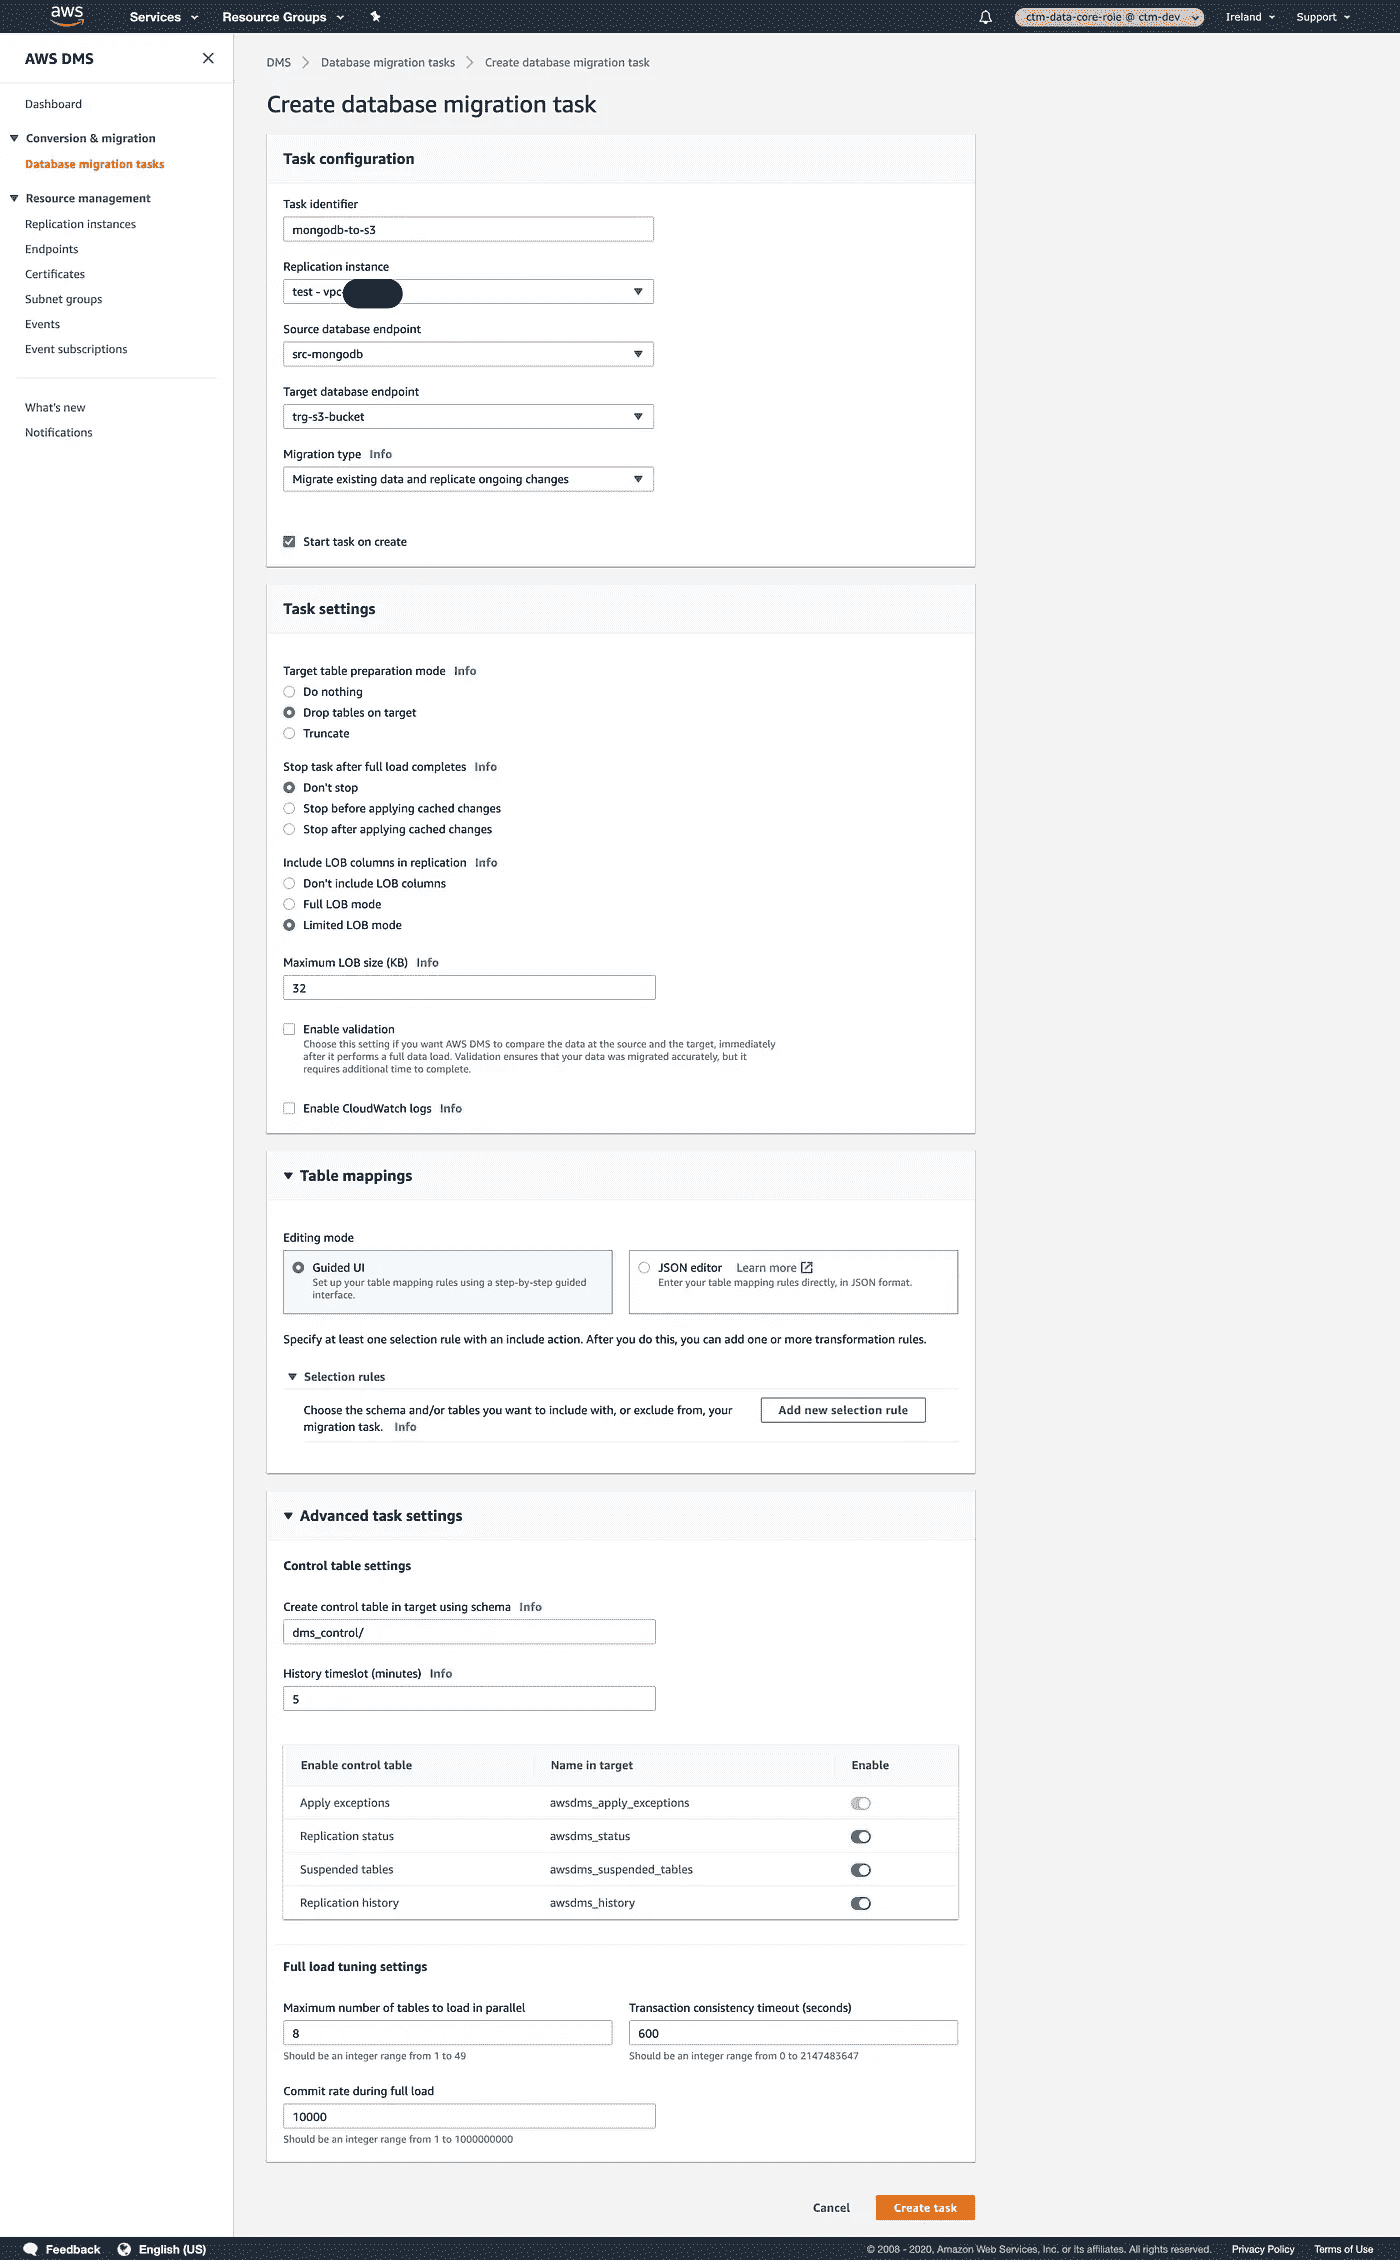 aws
Services
Resource Groups
ctm-data-core-role @ ctm-dev
Ireland
Support
AWS DMS
Dashboard
Conversion & migration
Database migration tasks
Resource management
Replication instances
Endpoints
Certificates
Subnet groups
Events
Event subscriptions
What's new
Notifications
DMS
Database migration tasks
Create database migration task
Create database migration task
Task configuration
Task identifier
mongodb-to-s3
Replication instance
test - vpc-
Source database endpoint
src-mongodb
Target database endpoint
trg-s3-bucket
Migration type Info
Migrate existing data and replicate ongoing changes
Start task on create
Task settings
Target table preparation mode Info
Do nothing
Drop tables on target
Truncate
Stop task after full load completes Info
Don't stop
Stop before applying cached changes
Stop after applying cached changes
Include LOB columns in replication Info
Don't include LOB columns
Full LOB mode
Limited LOB mode
Maximum LOB size (KB) Info
32
Enable validation
Choose this setting if you want AWS DMS to compare the data at the source and the target, immediately
after it performs a full data load. Validation ensures that your data was migrated accurately, but it
requires additional time to complete.
Enable CloudWatch logs Info
Table mappings
Editing mode
Guided UI
Set up your table mapping rules using a step-by-step guided
interface.
JSON editor Learn more
Enter your table mapping rules directly, in JSON format.
Specify at least one selection rule with an include action. After you do this, you can add one or more transformation rules.
Selection rules
Choose the schema and/or tables you want to include with, or exclude from, your
migration task. Info
Add new selection rule
Advanced task settings
Control table settings
Create control table in target using schema Info
dms_control/
History timeslot (minutes) Info
5
Enable control table Name in target Enable
Apply exceptions awsdms_apply_exceptions
Replication status awsdms_status
Suspended tables awsdms_suspended_tables
Replication history awsdms_history
Full load tuning settings
Maximum number of tables to load in parallel
8
Should be an integer range from 1 to 49
Transaction consistency timeout (seconds)
600
Should be an integer range from 0 to 2147483647
Commit rate during full load
10000
Should be an integer range from 1 to 1000000000
Cancel
Create task
Feedback
English (US)
© 2008 - 2020, Amazon Web Services, Inc. or its affiliates. All rights reserved.
Privacy Policy
Terms of Use